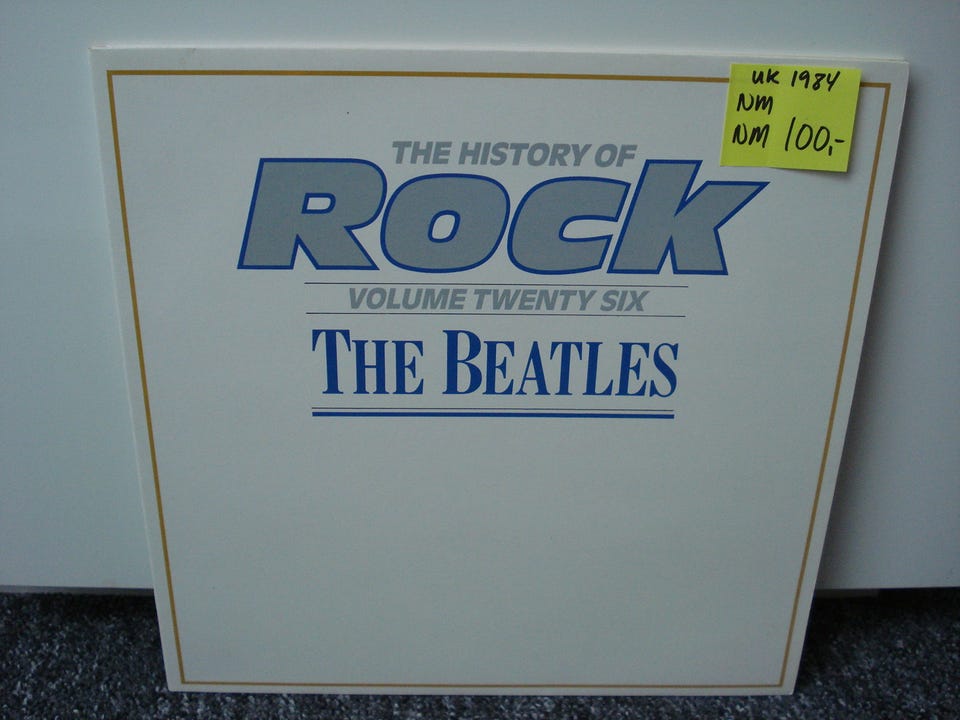 UK 1984
NM
NM 100,-
THE HISTORY OF
ROCK
VOLUME TWENTY SIX
THE BEATLES